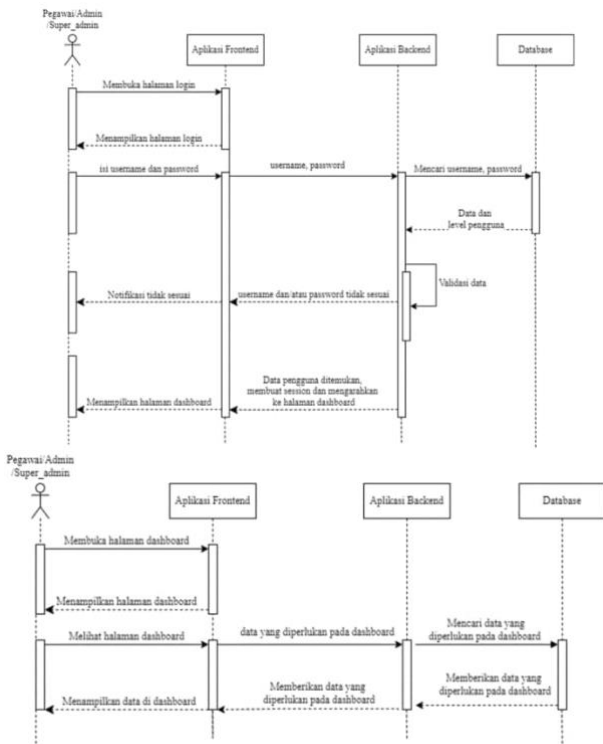 Pegawai/Admin
/Super_admin
Aplikasi Frontend
Aplikasi Backend
Database
Membuka halaman login
Menampilkan halaman login
isi username dan password
username, password
Mencari username, password
Data dan
level pengguna
Validasi data
Notifikasi tidak sesuai
username dan/atau password tidak sesuai
Data pengguna ditemukan,
membuat session dan mengarahkan
ke halaman dashboard
Menampilkan halaman dashboard
Pegawai/Admin
/Super_admin
Aplikasi Frontend
Aplikasi Backend
Database
Membuka halaman dashboard
Menampilkan halaman dashboard
Melihat halaman dashboard
data yang diperlukan pada dashboard
Mencari data yang
diperlukan pada dashboard
Memberikan data yang
diperlukan pada dashboard
Memberikan data yang
diperlukan pada dashboard
Menampilkan data di dashboard